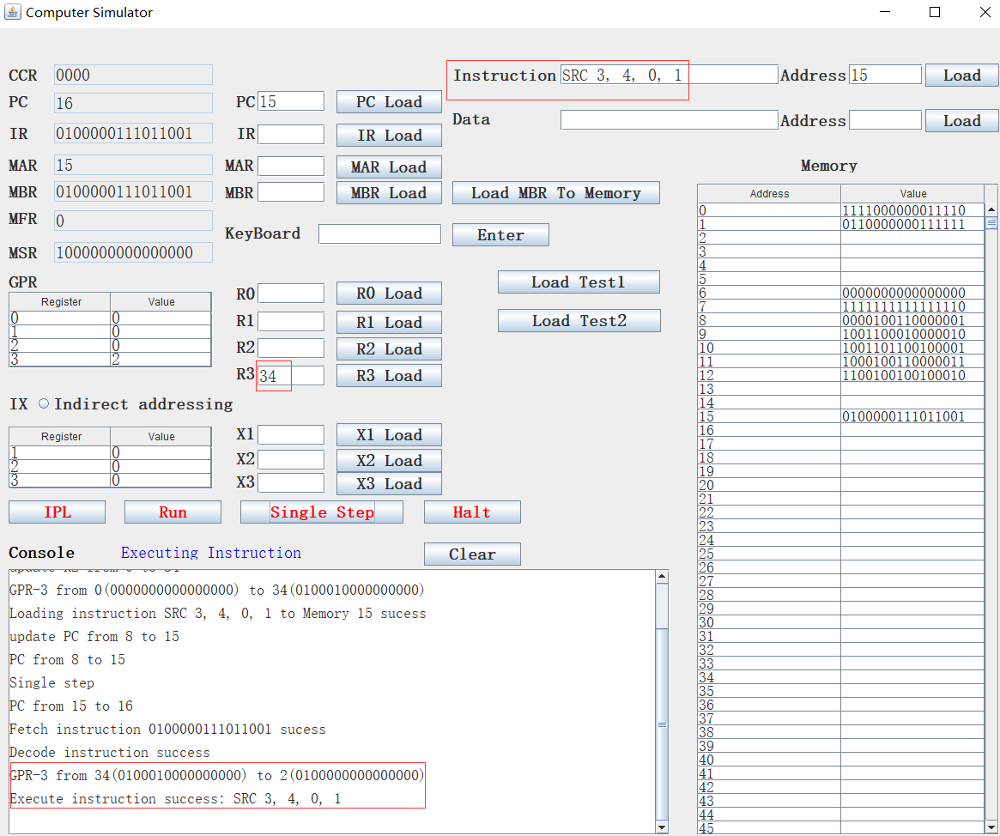 Computer Simulator
CCR 0000
Instruction SRC 3, 4, 0, 1 Address 15 Load
PC 16
PC 15 PC Load
Data Address Load
IR 0100000111011001
IR IR Load
MAR 15
MAR MAR Load
Memory
MBR 0100000111011001
MBR MBR Load
Load MBR To Memory
MFR 0
KeyBoard Enter
MSR 1000000000000000
GPR
Register Value
0 0
1 0
2 0
3 2
R0 R0 Load
R1 R1 Load
R2 R2 Load
R3 34 R3 Load
Load Test1
Load Test2
IX Indirect addressing
Register Value
1 0
2 0
3 0
X1 X1 Load
X2 X2 Load
X3 X3 Load
IPL Run Single Step Halt
Console Executing Instruction Clear
GPR-3 from 0(0000000000000000) to 34(0100010000000000)
Loading instruction SRC 3, 4, 0, 1 to Memory 15 sucess
update PC from 8 to 15
PC from 8 to 15
Single step
PC from 15 to 16
Fetch instruction 0100000111011001 sucess
Decode instruction success
GPR-3 from 34(0100010000000000) to 2(0100000000000000)
Execute instruction success: SRC 3, 4, 0, 1
Address Value
0 1111000000011110
1 0110000000111111
2
3
4
5
6 0000000000000000
7 1111111111111110
8 0000100110000001
9 1001100010000010
10 1001101100100001
11 1000100110000011
12 1100100100100010
13
14
15 0100000111011001
16
17
18
19
20
21
22
23
24
25
26
27
28
29
30
31
32
33
34
35
36
37
38
39
40
41
42
43
44
45